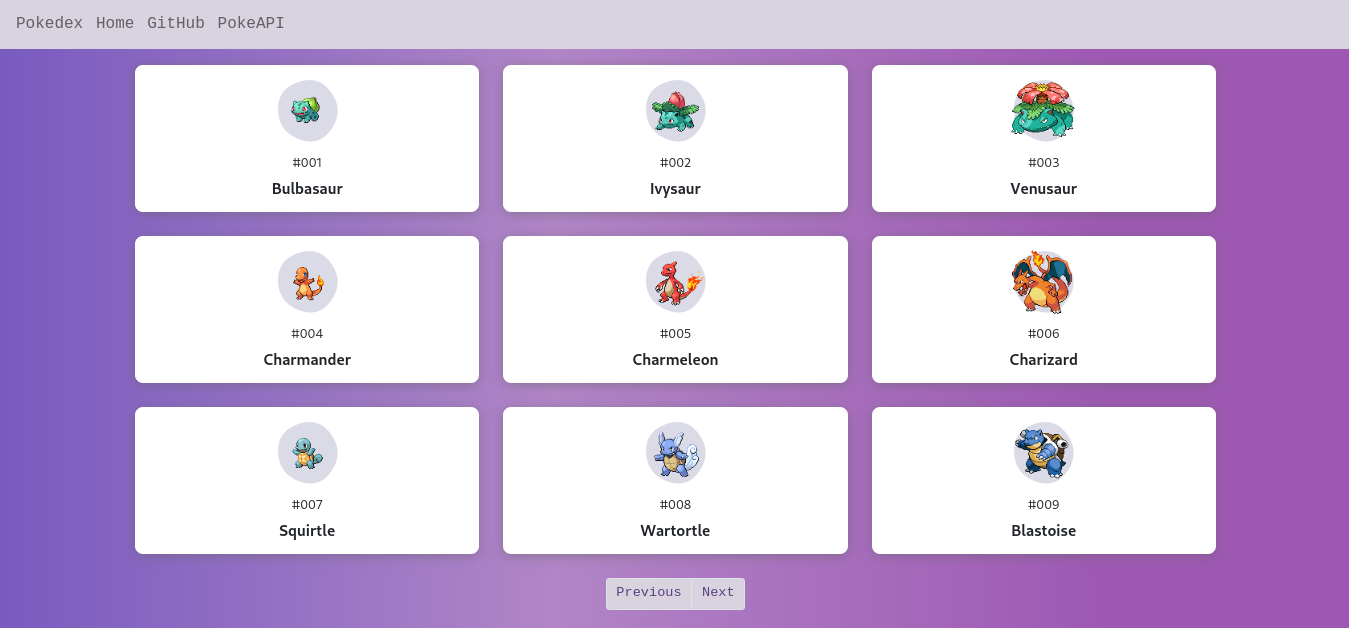 Pokedex Home GitHub PokeAPI
#001 #002 #003
Bulbasaur Ivysaur Venusaur
#004 #005 #006
Charmander Charmeleon Charizard
#007 #008 #009
Squirtle Wartortle Blastoise
Previous Next